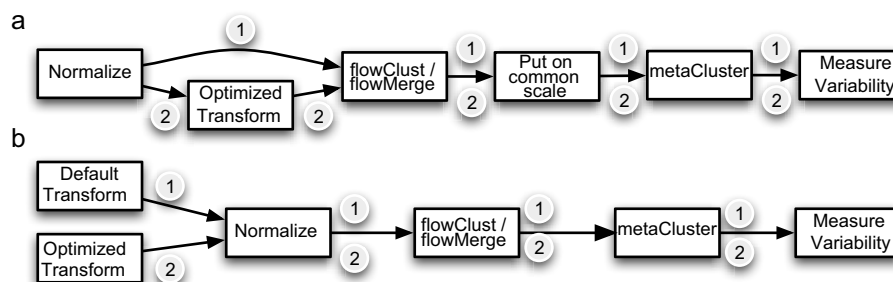 a
1
1
1
1
Normalize
flowClust /
flowMerge
Put on
common
scale
metaCluster
Measure
Variability
Optimized
Transform
2
2
2
2
2
b
Default
Transform
1
1
1
1
Normalize
flowClust /
flowMerge
metaCluster
Measure
Variability
Optimized
Transform
2
2
2
2